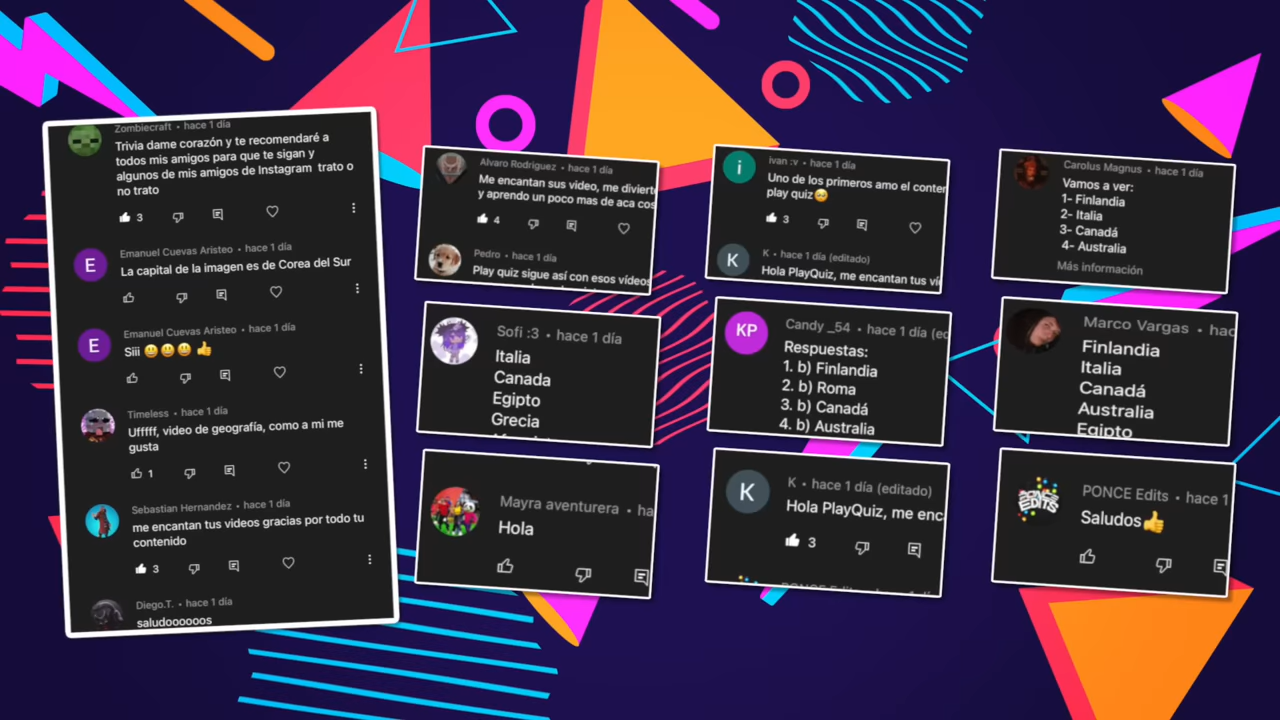 Zombiecraft • hace 1 día
Trivia dame corazón y te recomendaré a
todos mis amigos para que te sigan y
algunos de mis amigos de Instagram trato o
no trato
3
E
Emanuel Cuevas Aristeo • hace 1 día
La capital de la imagen es de Corea del Sur
E
Emanuel Cuevas Aristeo • hace 1 día
Siii 😃😃😃👍
Timeless • hace 1 día
Ufffff, video de geografía, como a mi me
gusta
1
Sebastian Hernandez • hace 1 día
me encantan tus videos gracias por todo tu
contenido
3
Diego.T. • hace 1 día
saludoooooos
Alvaro Rodriguez • hace 1 día
Me encantan sus video, me divierte
y aprendo un poco mas de aca cos
4
Pedro • hace 1 día
Play quiz sigue así con esos vídeos
i
ivan :v • hace 1 día
Uno de los primeros amo el conten
play quiz🥺
3
K
K • hace 1 día (editado)
Hola PlayQuiz, me encantan tus ví
Carolus Magnus • hace 1 día
Vamos a ver:
1- Finlandia
2- Italia
3- Canadá
4- Australia
Más información
Sofi :3 • hace 1 día
Italia
Canada
Egipto
Grecia
KP
Candy _54 • hace 1 día (ed
Respuestas:
1. b) Finlandia
2. b) Roma
3. b) Canadá
4. b) Australia
Marco Vargas • hac
Finlandia
Italia
Canadá
Australia
Egipto
Mayra aventurera • ha
Hola
K
K • hace 1 día (editado)
Hola PlayQuiz, me enc
3
PONCE
EDITS
PONCE Edits • hace 1
Saludos👍